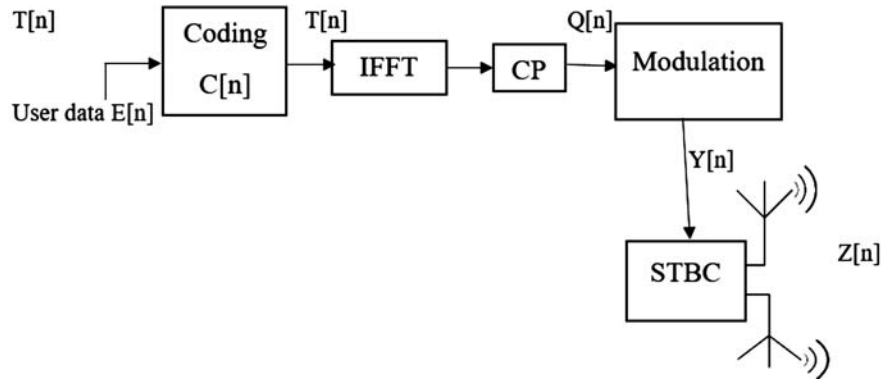 T[n]
Coding
C[n]
T[n]
IFFT
CP
Q[n]
Modulation
User data E[n]
Y[n]
STBC
Z[n]